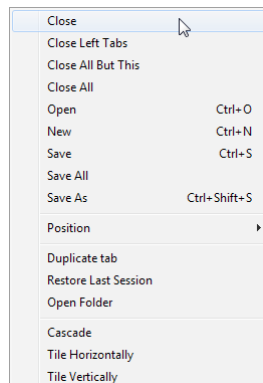 Close
Close Left Tabs
Close All But This
Close All
Open Ctrl+O
New Ctrl+N
Save Ctrl+S
Save All
Save As Ctrl+Shift+S
Position
Duplicate tab
Restore Last Session
Open Folder
Cascade
Tile Horizontally
Tile Vertically